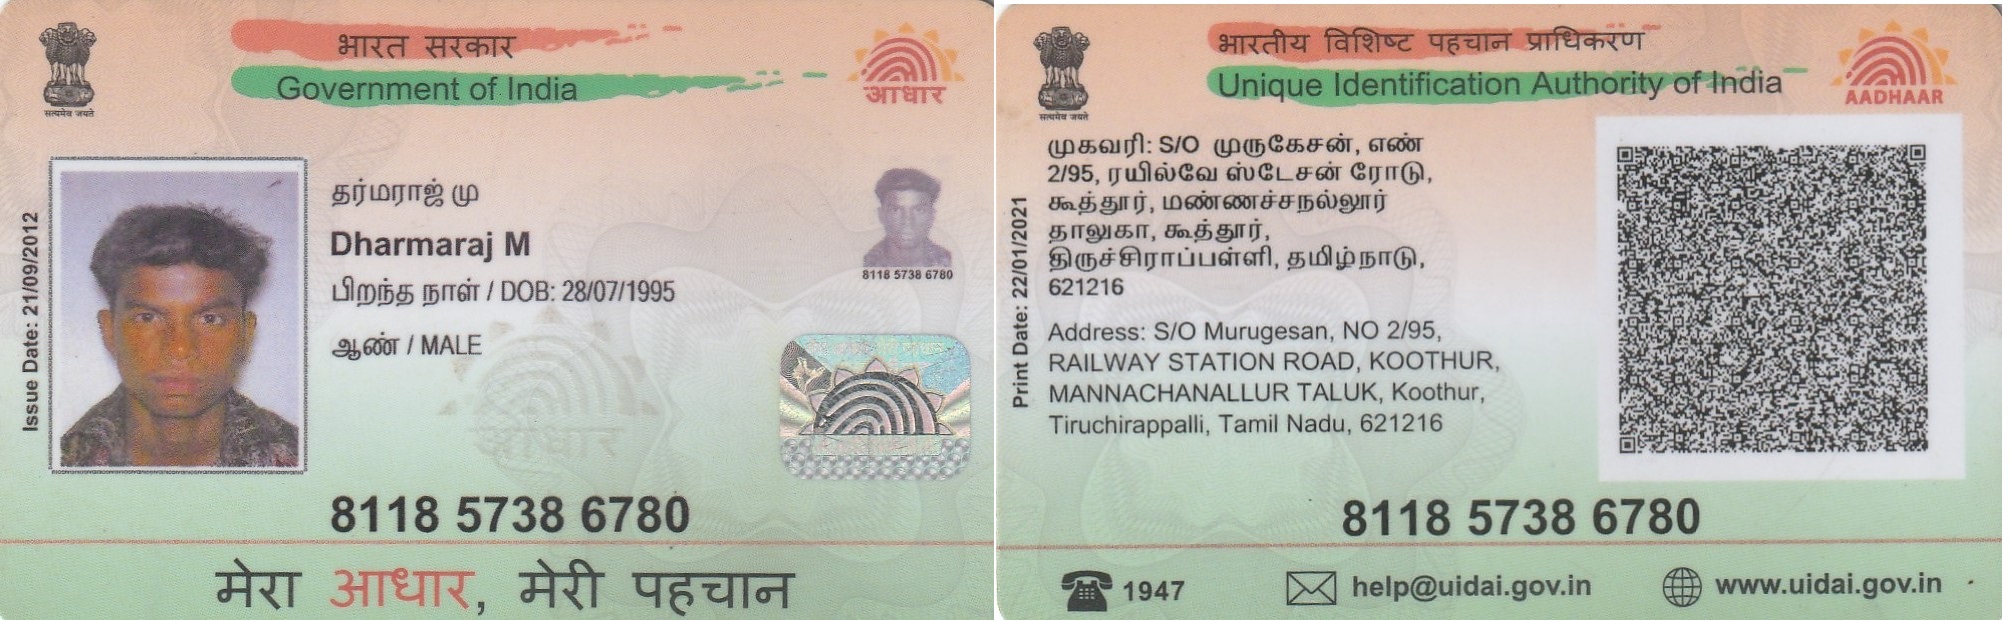 भारत सरकार
Government of India
सत्यमेव जयते
आधार
Issue Date: 21/09/2012
தர்மராஜ் மு
Dharmaraj M
பிறந்த நாள் / DOB: 28/07/1995
ஆண் / MALE
8118 5738 6780
आधार
8118 5738 6780
मेरा आधार, मेरी पहचान
भारतीय विशिष्ट पहचान प्राधिकरण
Unique Identification Authority of India
सत्यमेव जयते
AADHAAR
Print Date: 22/01/2021
முகவரி: S/O முருகேசன், எண்
2/95, ரயில்வே ஸ்டேசன் ரோடு,
கூத்தூர், மண்ணச்சநல்லூர்
தாலுகா, கூத்தூர்,
திருச்சிராப்பள்ளி, தமிழ்நாடு,
621216
Address: S/O Murugesan, NO 2/95,
RAILWAY STATION ROAD, KOOTHUR,
MANNACHANALLUR TALUK, Koothur,
Tiruchirappalli, Tamil Nadu, 621216
8118 5738 6780
1947
help@uidai.gov.in
www.uidai.gov.in